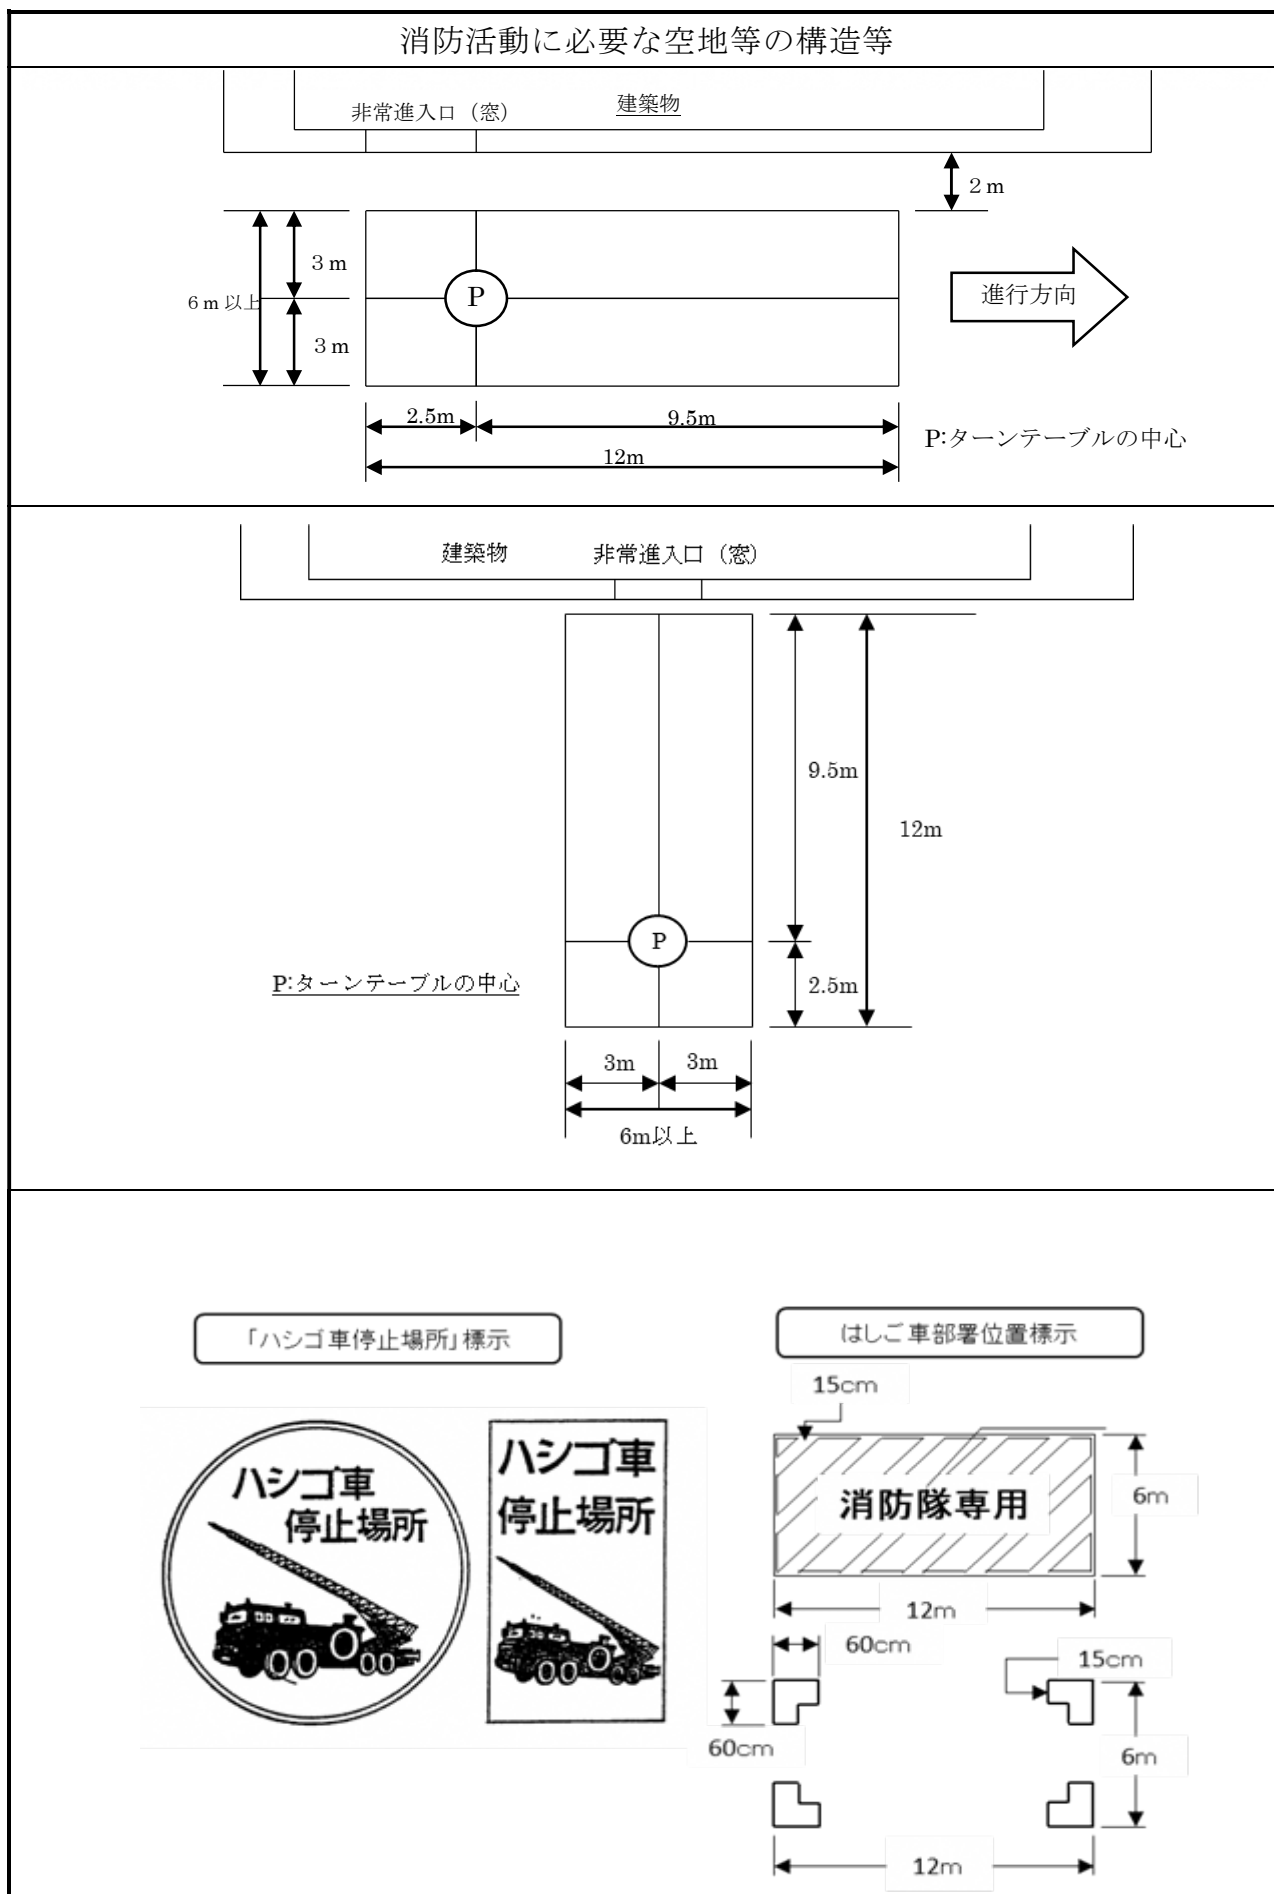 消防活動に必要な空地等の構造等
非常進入口（窓）
建築物
２ｍ
３ｍ
６ｍ以上
３ｍ
P
進行方向
2.5m
9.5m
12m
P:ターンテーブルの中心
建築物
非常進入口（窓）
9.5m
12m
P
2.5m
P:ターンテーブルの中心
3m
3m
6m以上
「ハシゴ車停止場所」標示
はしご車部署位置標示
15cm
ハシゴ車
停止場所
ハシゴ車
停止場所
消防隊専用
6m
12m
60cm
15cm
60cm
6m
12m